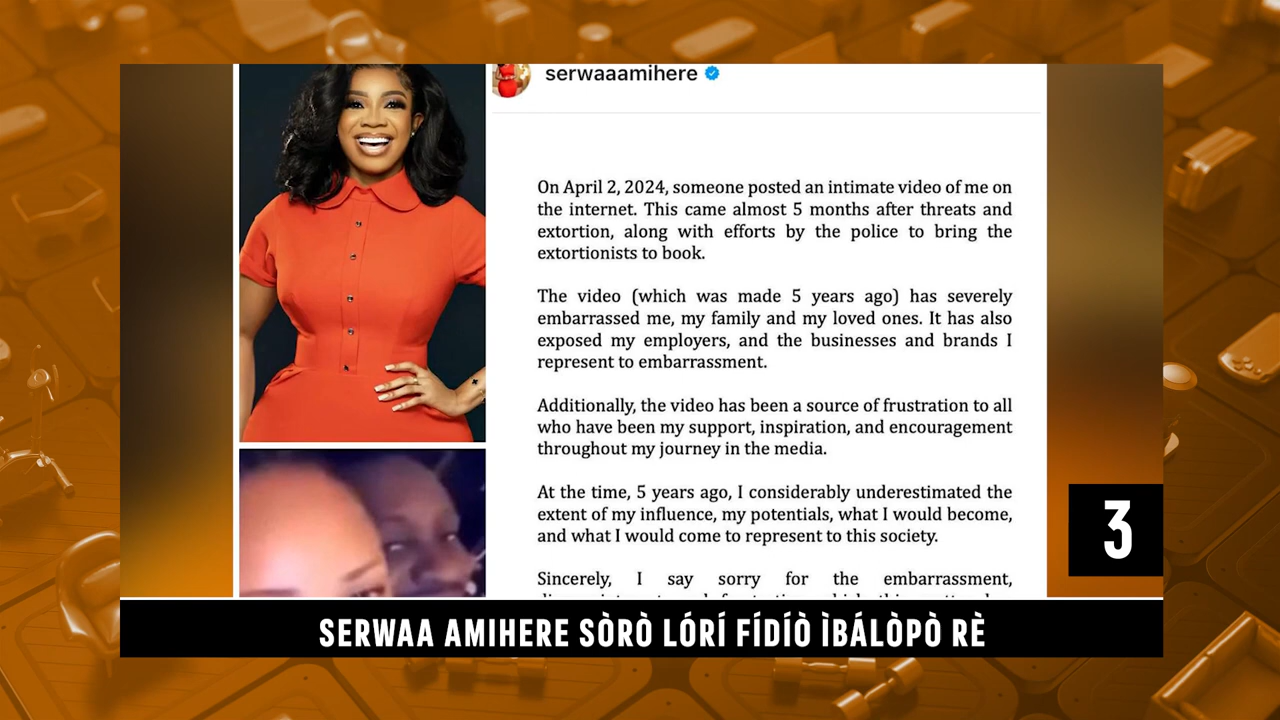 serwaaamihere
On April 2, 2024, someone posted an intimate video of me on
the internet. This came almost 5 months after threats and
extortion, along with efforts by the police to bring the
extortionists to book.
The video (which was made 5 years ago) has severely
embarrassed me, my family and my loved ones. It has also
exposed my employers, and the businesses and brands I
represent to embarrassment.
Additionally, the video has been a source of frustration to all
who have been my support, inspiration, and encouragement
throughout my journey in the media.
At the time, 5 years ago, I considerably underestimated the
extent of my influence, my potentials, what I would become,
and what I would come to represent to this society.
Sincerely, I say sorry for the embarrassment,
3
SERWAA AMIHERE SÒRÒ LÓRÍ FÍDÍÒ ÌBÁLÒPÒ RÈ